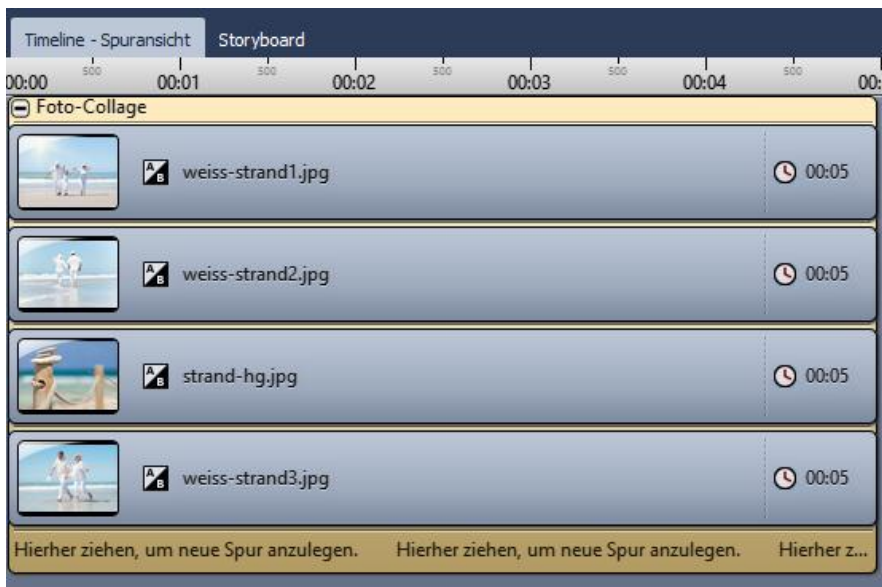 Timeline - Spuransicht Storyboard
00:00 500 00:01 500 00:02 500 00:03 500 00:04 500 00:
Foto-Collage
A B weiss-strand1.jpg 00:05
A B weiss-strand2.jpg 00:05
A B strand-hg.jpg 00:05
A B weiss-strand3.jpg 00:05
Hierher ziehen, um neue Spur anzulegen. Hierher ziehen, um neue Spur anzulegen. Hierher z...